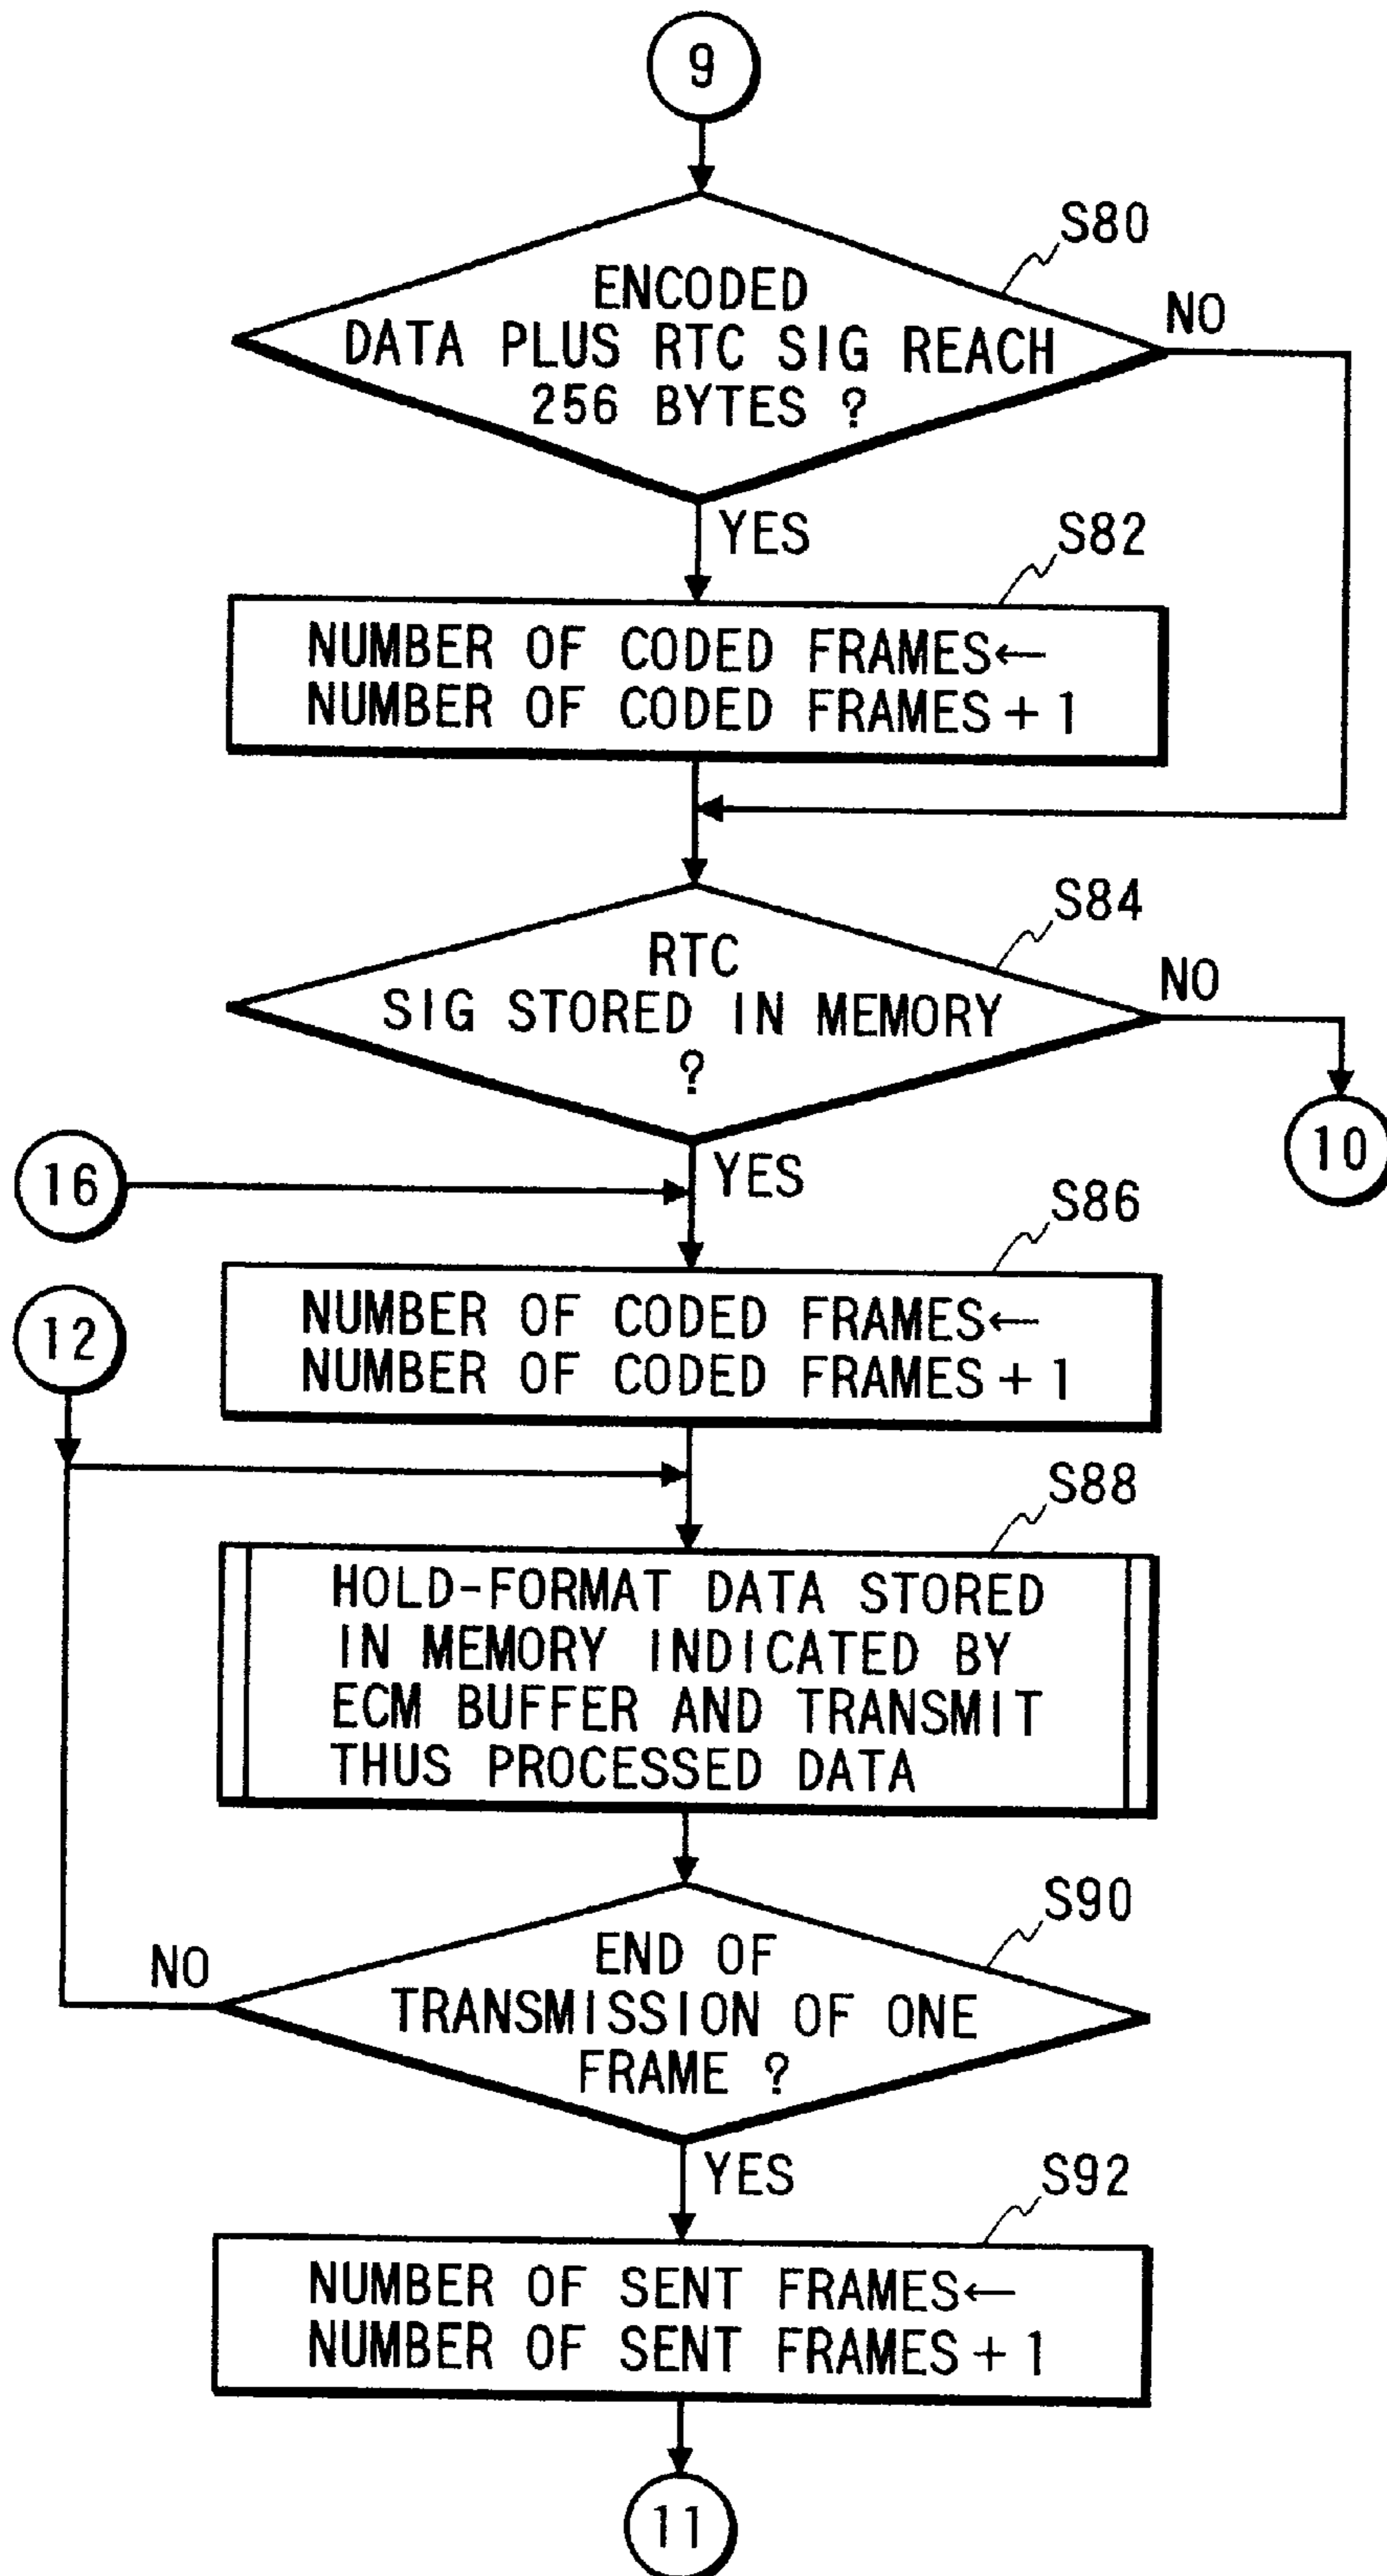 9
S80
ENCODED
DATA PLUS RTC SIG REACH
256 BYTES ?
NO
YES
S82
NUMBER OF CODED FRAMES←
NUMBER OF CODED FRAMES + 1
S84
RTC
SIG STORED IN MEMORY
?
NO
10
YES
16
S86
NUMBER OF CODED FRAMES←
NUMBER OF CODED FRAMES + 1
12
S88
HOLD-FORMAT DATA STORED
IN MEMORY INDICATED BY
ECM BUFFER AND TRANSMIT
THUS PROCESSED DATA
S90
END OF
TRANSMISSION OF ONE
FRAME ?
NO
YES
S92
NUMBER OF SENT FRAMES←
NUMBER OF SENT FRAMES + 1
11